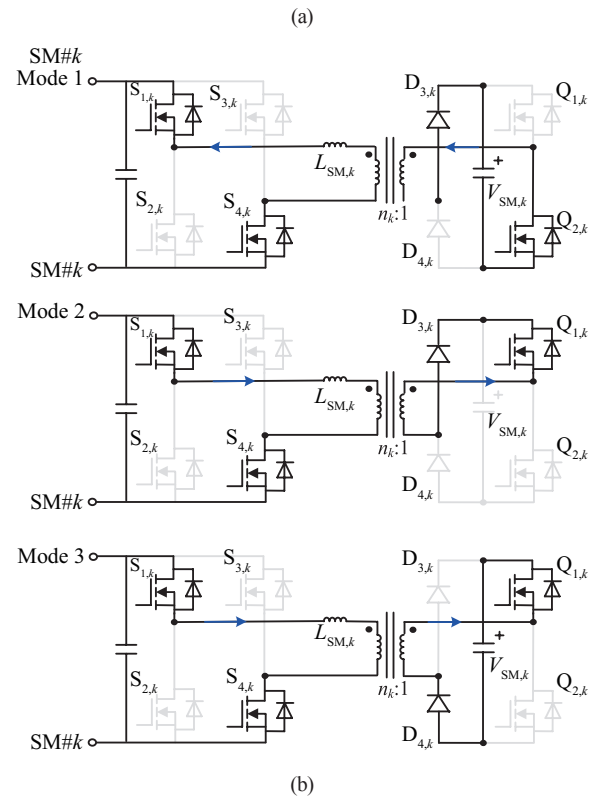 (a)
SM#k
Mode 1
S1,k
S3,k
D3,k
Q1,k
LSM,k
+
VSM,k
S2,k
S4,k
nk:1
Q2,k
D4,k
SM#k
Mode 2
S1,k
S3,k
D3,k
Q1,k
LSM,k
+
VSM,k
S2,k
S4,k
nk:1
Q2,k
D4,k
SM#k
Mode 3
S1,k
S3,k
D3,k
Q1,k
LSM,k
+
VSM,k
S2,k
S4,k
nk:1
Q2,k
D4,k
SM#k
(b)